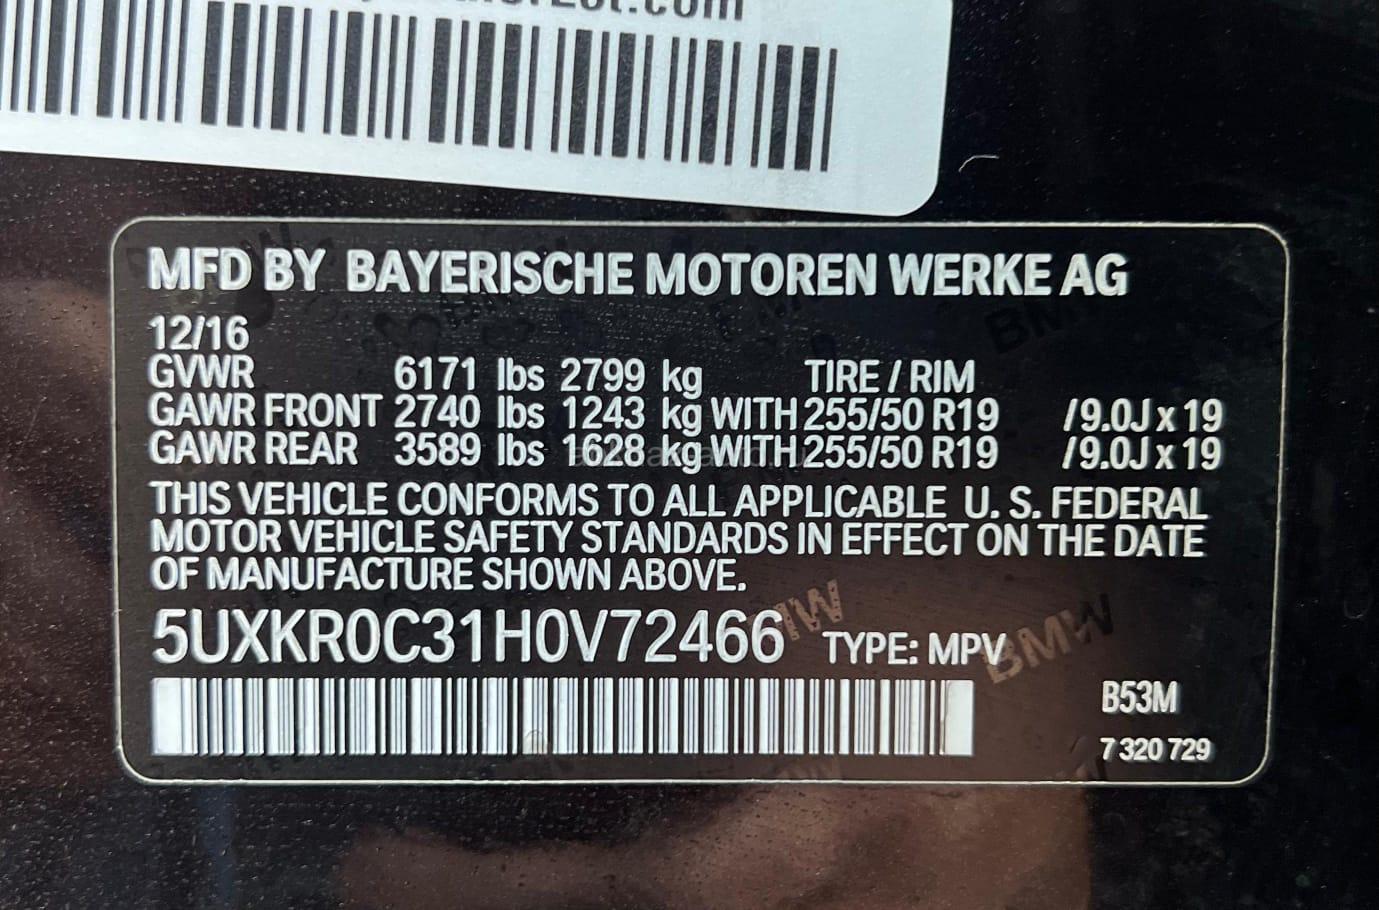 MFD BY BAYERISCHE MOTOREN WERKE AG
12/16
GVWR 6171 lbs 2799 kg TIRE / RIM
GAWR FRONT 2740 lbs 1243 kg WITH 255/50 R19 /9.0J x 19
GAWR REAR 3589 lbs 1628 kg WITH 255/50 R19 /9.0J x 19
THIS VEHICLE CONFORMS TO ALL APPLICABLE U. S. FEDERAL
MOTOR VEHICLE SAFETY STANDARDS IN EFFECT ON THE DATE
OF MANUFACTURE SHOWN ABOVE.
5UXKR0C31H0V72466 TYPE: MPV
BMW
B53M
7 320 729